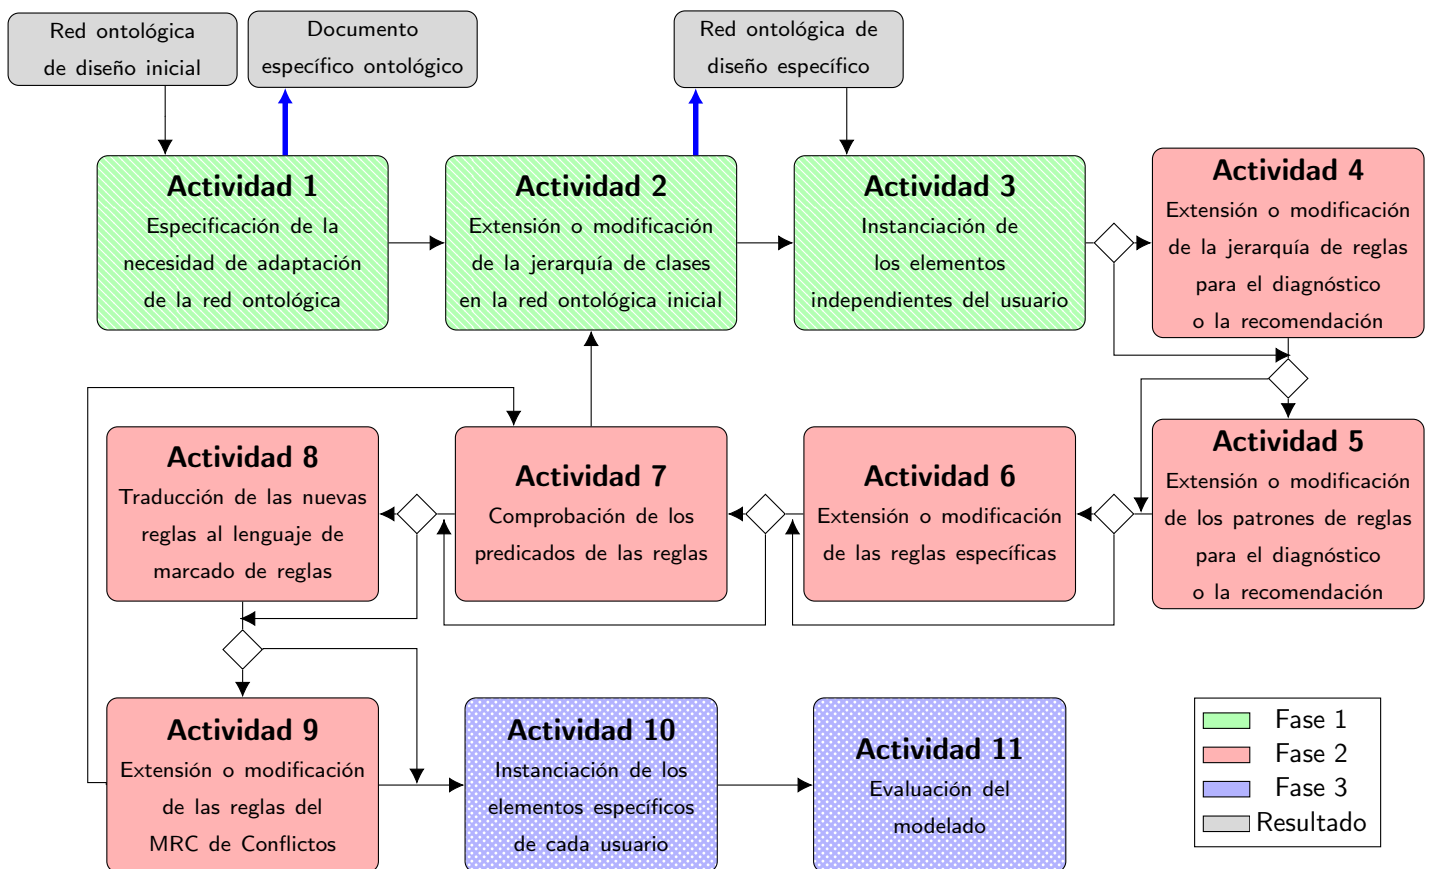 Red ontológica
de diseño inicial
Documento
específico ontológico
Red ontológica de
diseño específico
Actividad 1
Especificación de la
necesidad de adaptación
de la red ontológica
Actividad 2
Extensión o modificación
de la jerarquía de clases
en la red ontológica inicial
Actividad 3
Instanciación de
los elementos
independientes del usuario
Actividad 4
Extensión o modificación
de la jerarquía de reglas
para el diagnóstico
o la recomendación
Actividad 5
Extensión o modificación
de los patrones de reglas
para el diagnóstico
o la recomendación
Actividad 6
Extensión o modificación
de las reglas específicas
Actividad 7
Comprobación de los
predicados de las reglas
Actividad 8
Traducción de las nuevas
reglas al lenguaje de
marcado de reglas
Actividad 9
Extensión o modificación
de las reglas del
MRC de Conflictos
Actividad 10
Instanciación de los
elementos específicos
de cada usuario
Actividad 11
Evaluación del
modelado
Fase 1
Fase 2
Fase 3
Resultado